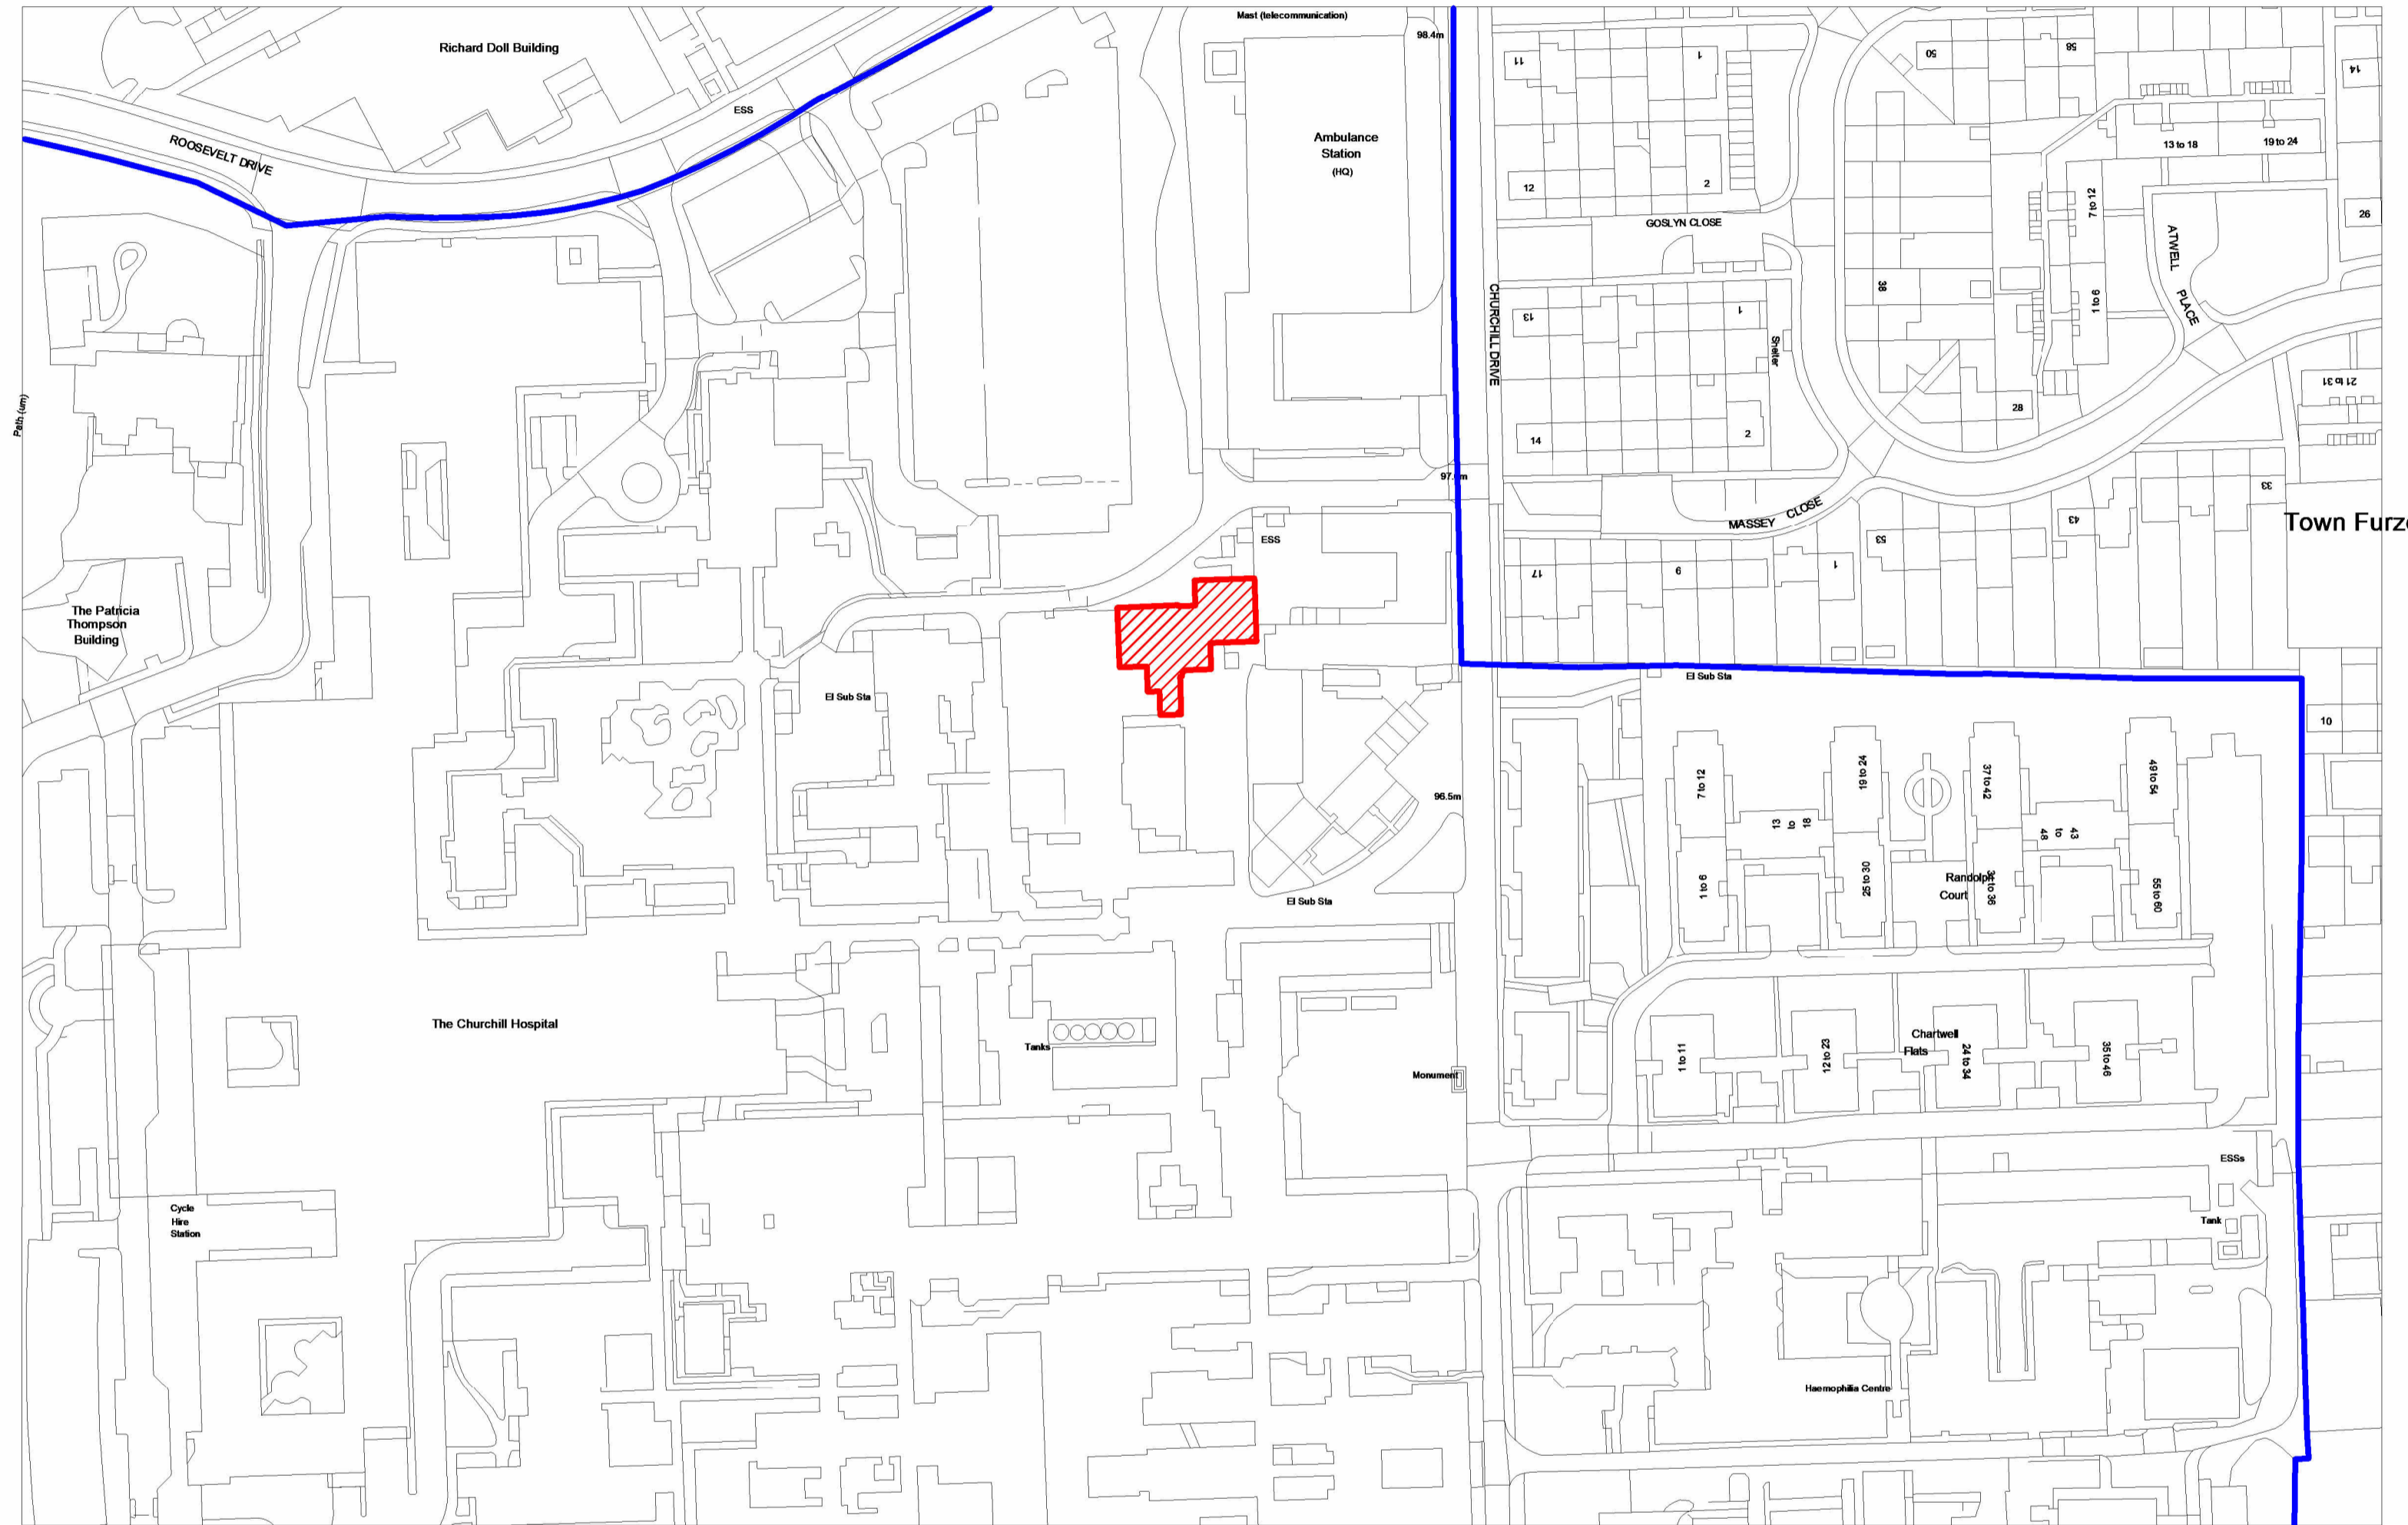 Mast (telecommunication)
98.4m
Richard Doll Building
ESS
ROOSEVELT DRIVE
Ambulance
Station
(HQ)
11
1
12
2
50
58
14
13 to 18
19 to 24
7 to 12
26
GOSLYN CLOSE
ATWELL
PLACE
38
1 to 6
CHURCHILL DRIVE
13
1
Shelter
14
2
28
21 to 31
Path (um)
97.
m
33
MASSEY CLOSE
43
53
Town Furze
ESS
17
9
1
The Patricia
Thompson
Building
El Sub Sta
El Sub Sta
10
96.5m
7 to 12
19 to 24
37 to 42
49 to 54
13
to
18
43
to
48
1 to 6
25 to 30
Randolph
Court
to 36
55 to 60
El Sub Sta
The Churchill Hospital
Tanks
Monument
Chartwell
Flats
1 to 11
12 to 23
24 to 34
35 to 46
ESSs
Cycle
Hire
Station
Tank
Haemophilia Centre